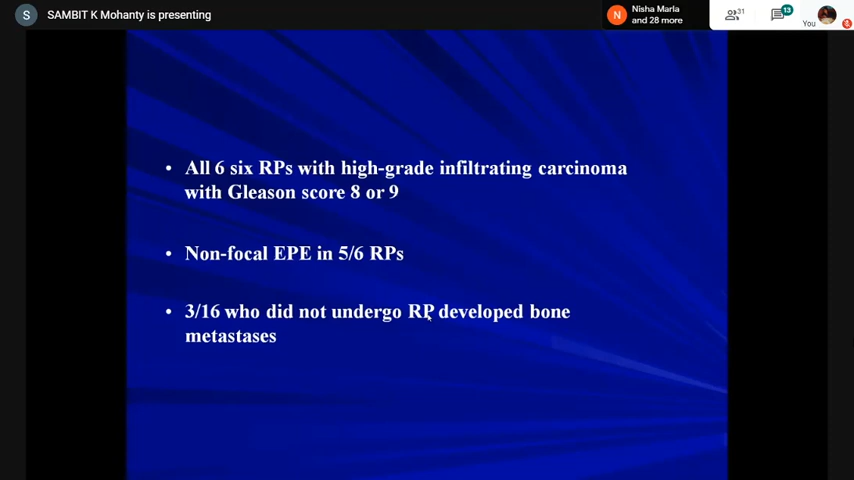 S SAMBIT K Mohanty is presenting
N Nisha Marla
and 28 more
31
13
You
• All 6 six RPs with high-grade infiltrating carcinoma
with Gleason score 8 or 9
• Non-focal EPE in 5/6 RPs
• 3/16 who did not undergo RP developed bone
metastases